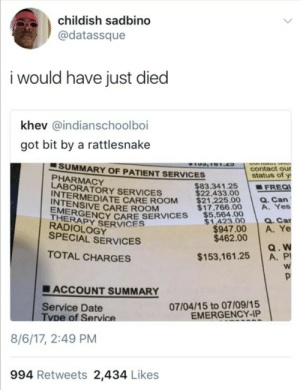 childish sadbino
@datassque
i would have just died
khev @indianschoolboi
got bit by a rattlesnake
SUMMARY OF PATIENT SERVICES
PHARMACY $83,341.25
LABORATORY SERVICES $22,433.00
INTERMEDIATE CARE ROOM $21,225.00
INTENSIVE CARE ROOM $17,766.00
EMERGENCY CARE SERVICES $5,564.00
THERAPY SERVICES $1,423.00
RADIOLOGY $947.00
SPECIAL SERVICES $462.00
TOTAL CHARGES $153,161.25
contact our
status of y
FREQU
Q. Can
A. Yes
Q. Can
A. Ye
Q. W
A. Pl
w
p
ACCOUNT SUMMARY
Service Date 07/04/15 to 07/09/15
Type of Service EMERGENCY-IP
8/6/17, 2:49 PM
994 Retweets 2,434 Likes